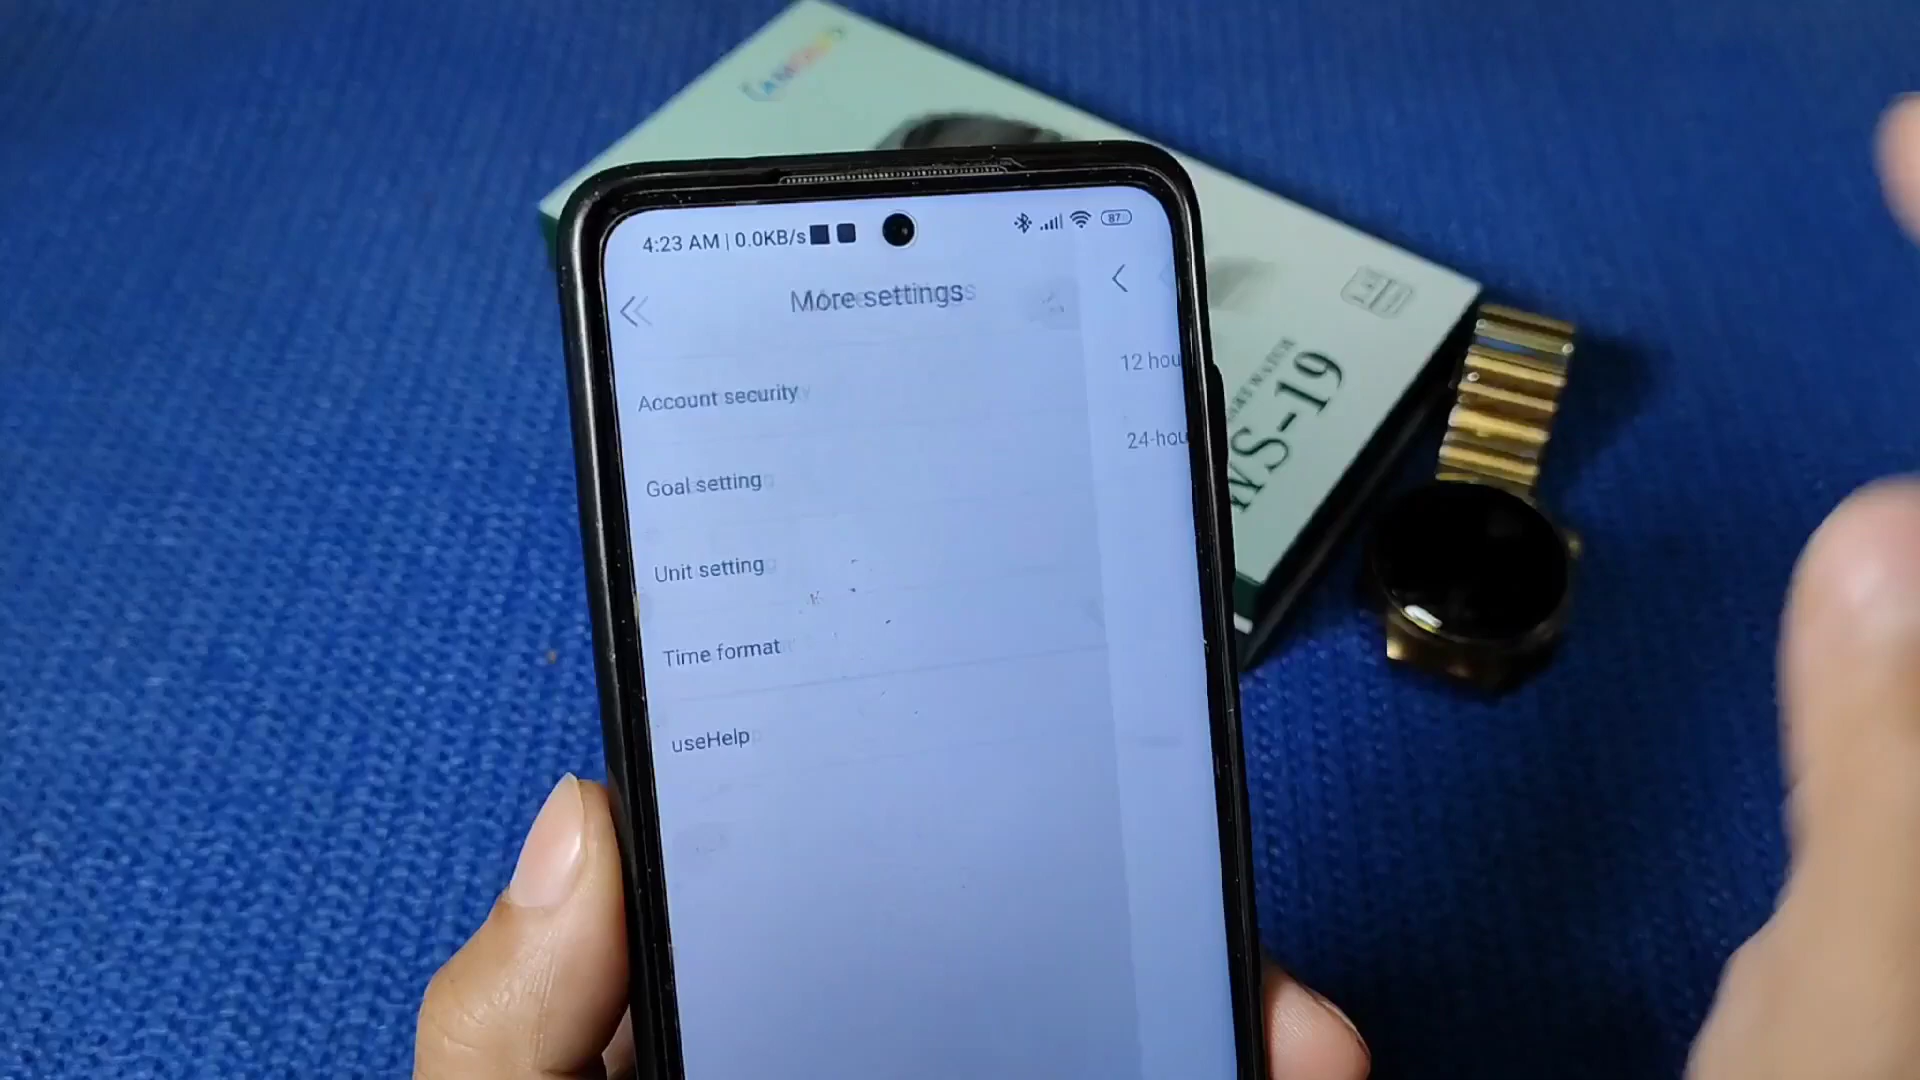 4:23 AM | 0.0KB/s
87
More settings
Account security
Goal setting
Unit setting
Time format
useHelp
12 hou
24-hou
WS-19